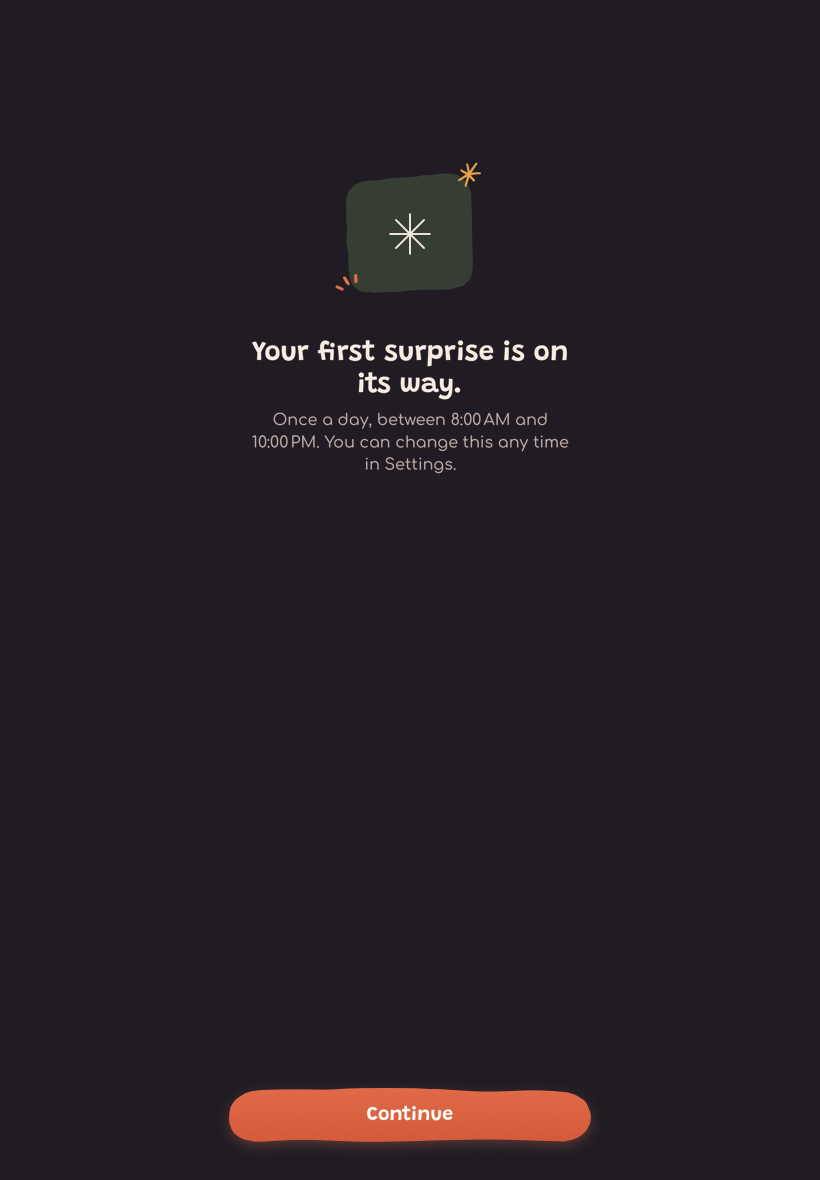 Your first surprise is on
its way.
Once a day, between 8:00 AM and
10:00 PM. You can change this any time
in Settings.
Continue